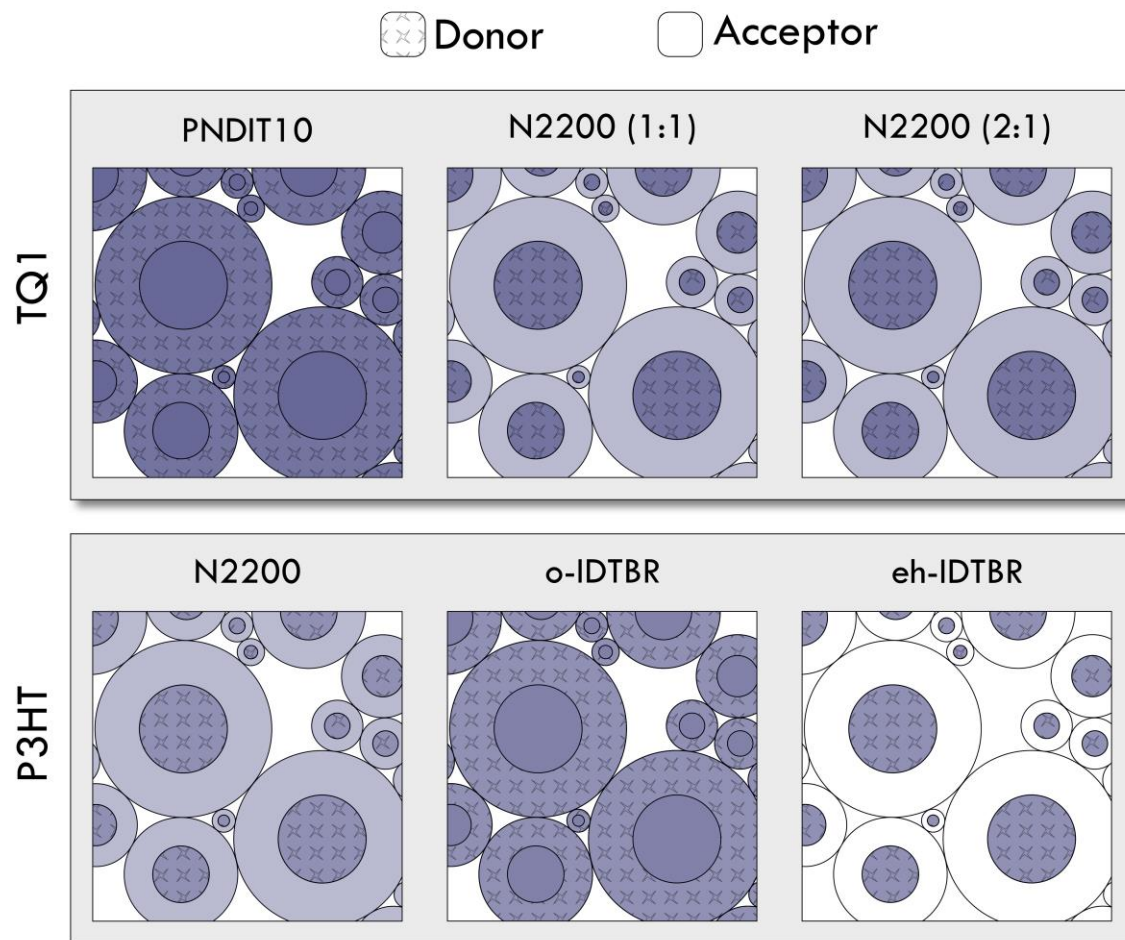 Donor Acceptor
TQ1
PNDIT10 N2200 (1:1) N2200 (2:1)
P3HT
N2200 o-IDTBR eh-IDTBR